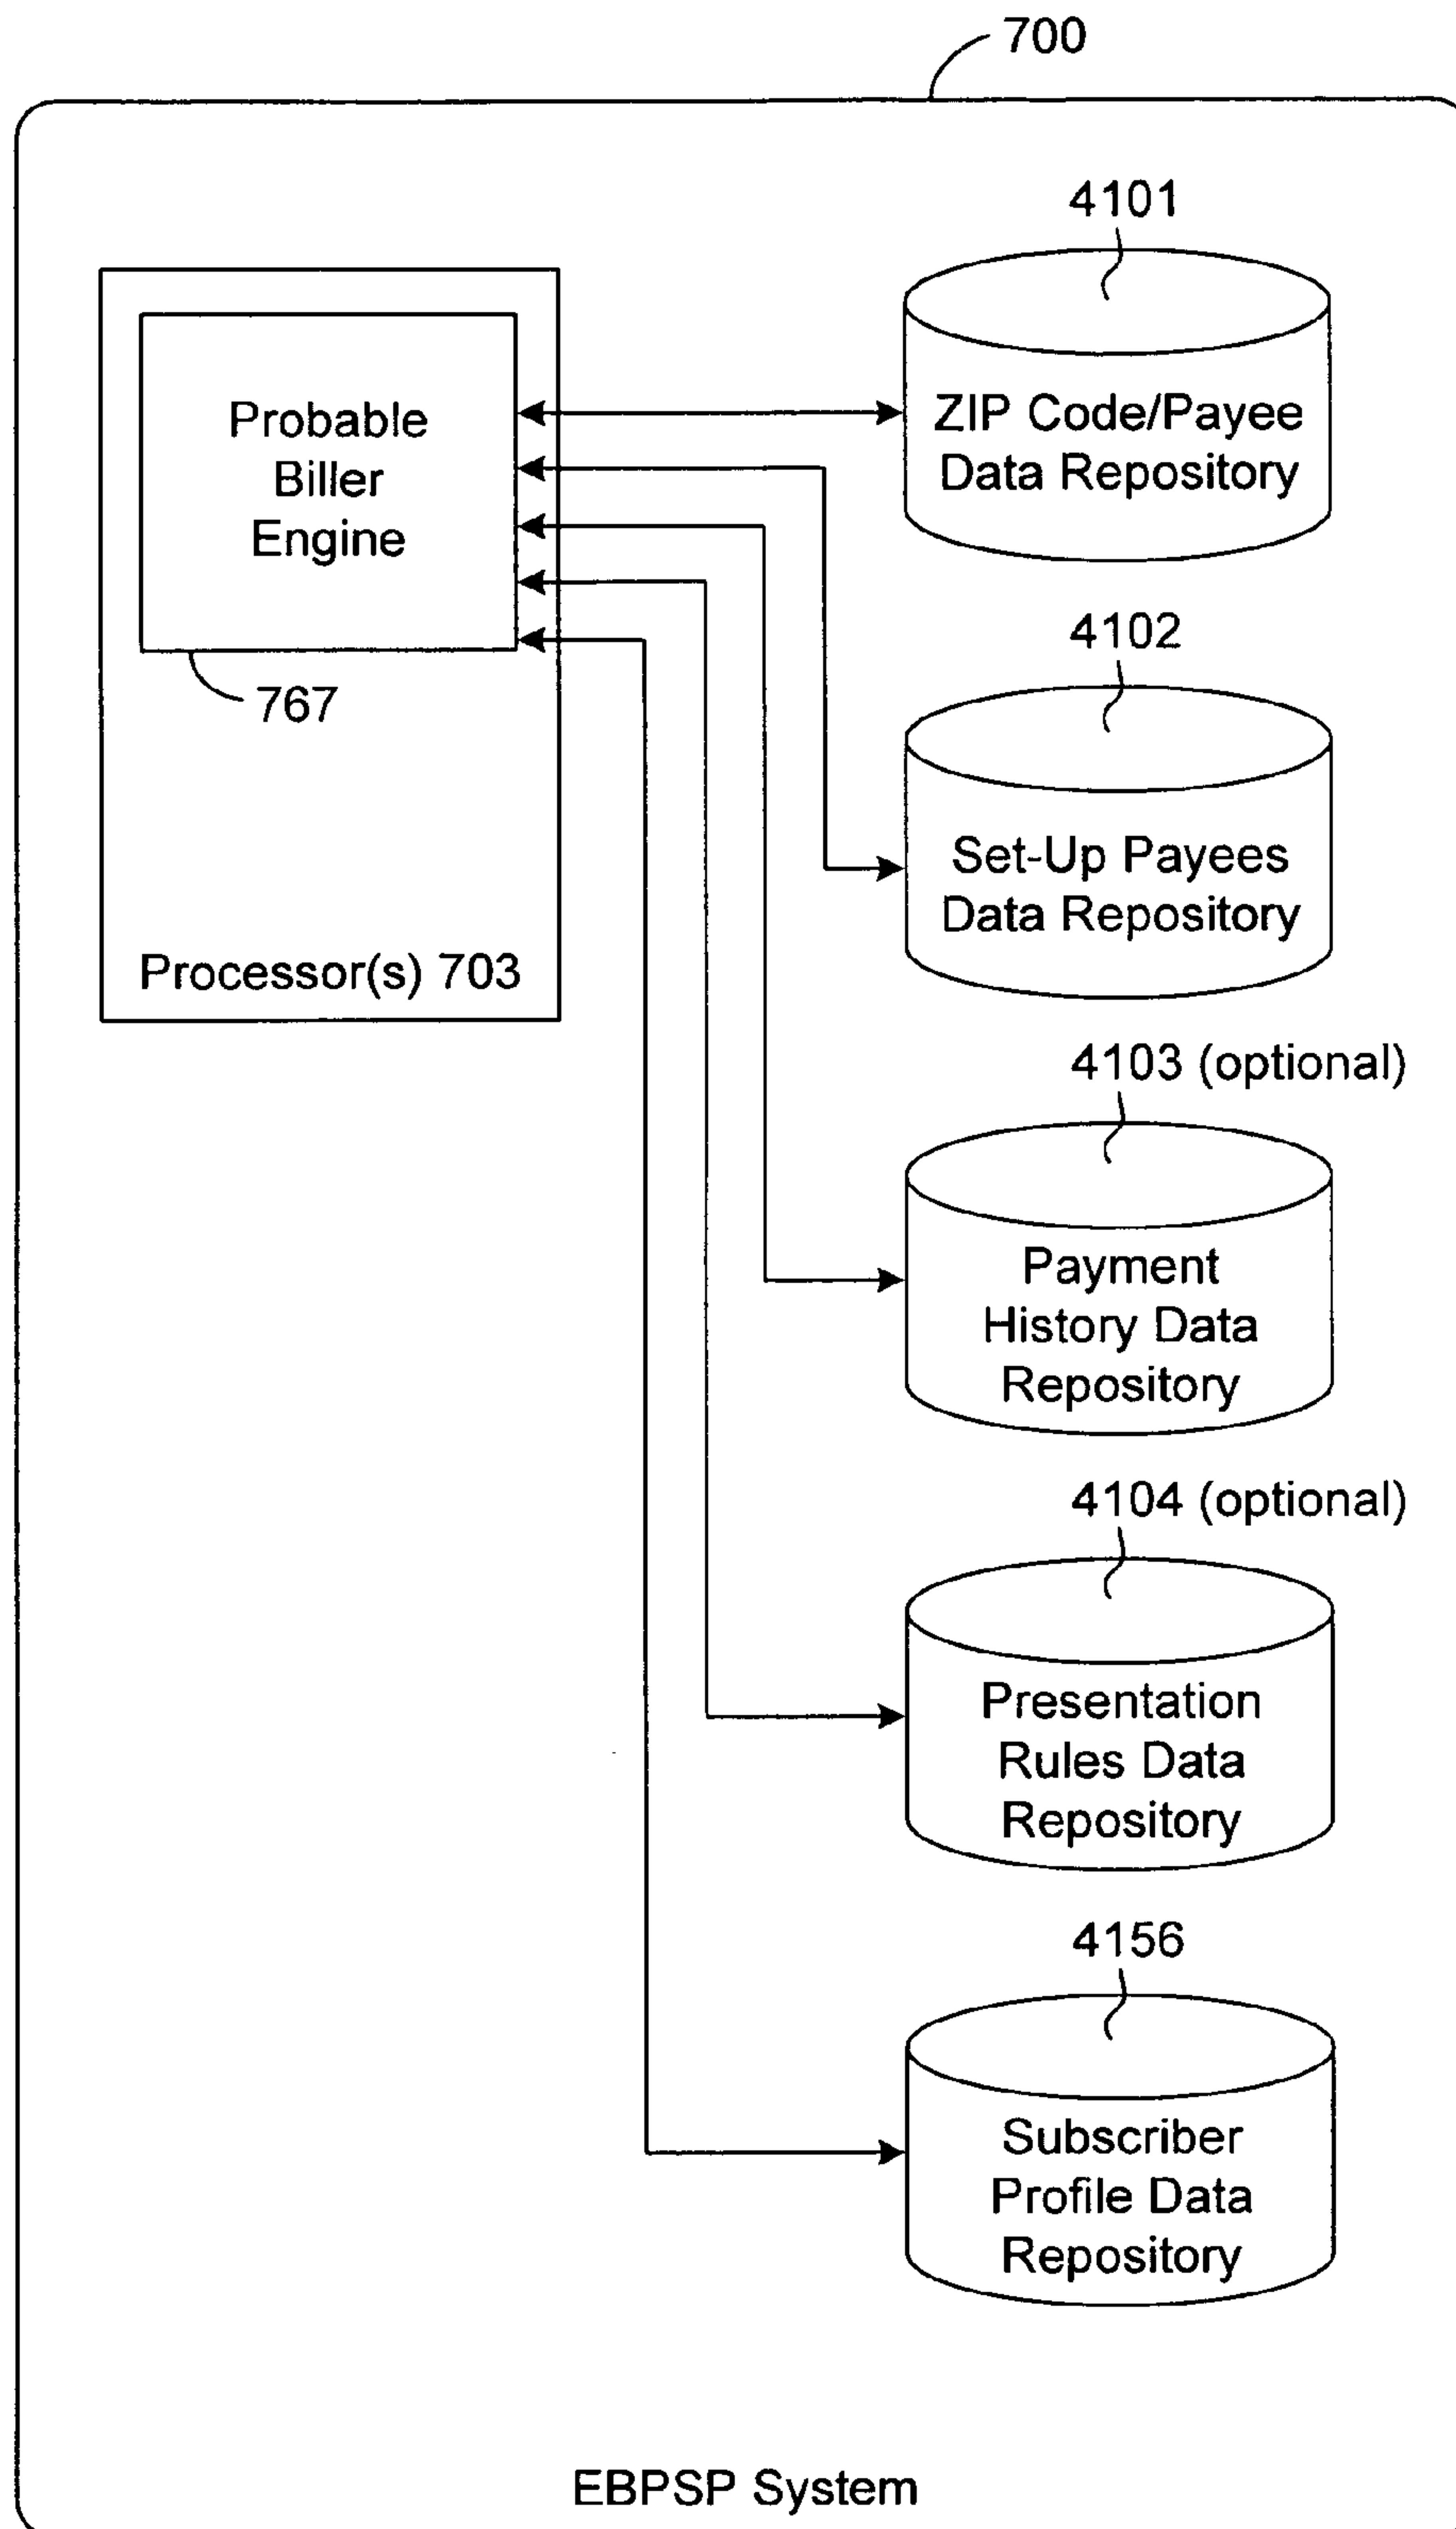 700
4101
Probable
Biller
Engine
ZIP Code/Payee
Data Repository
767
4102
Set-Up Payees
Data Repository
Processor(s) 703
4103 (optional)
Payment
History Data
Repository
4104 (optional)
Presentation
Rules Data
Repository
4156
Subscriber
Profile Data
Repository
EBPSP System